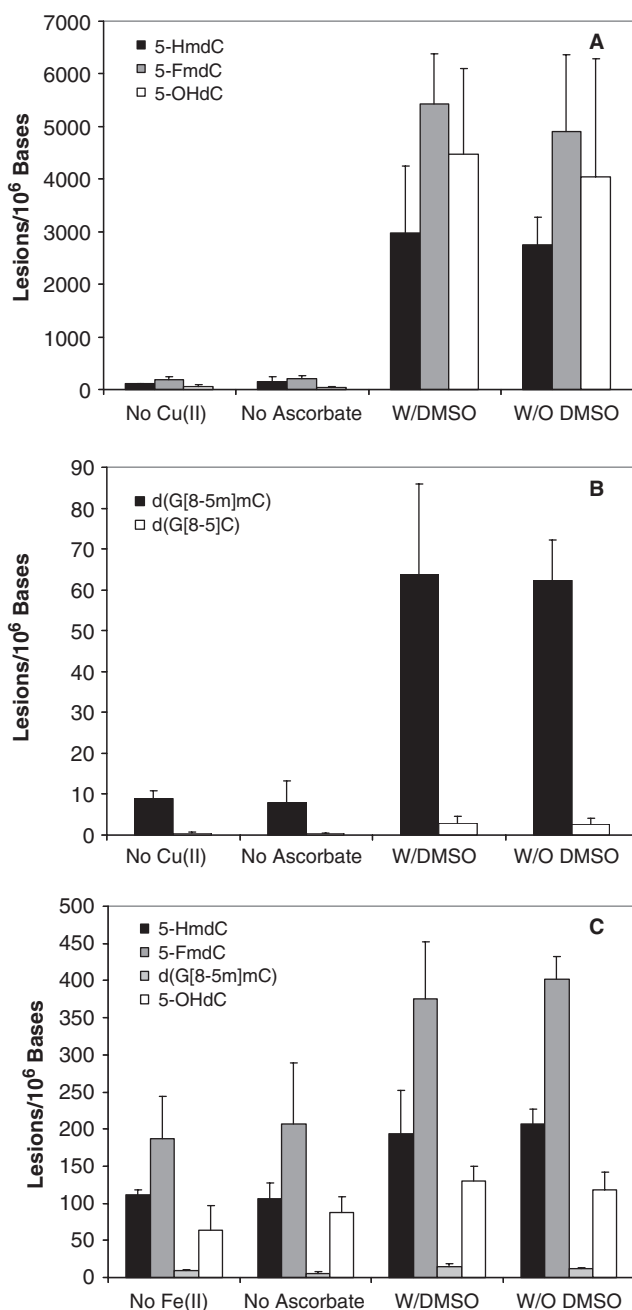 7000
6000
5000
4000
3000
2000
1000
0
Lesions/10⁶ Bases
5-HmdC
5-FmdC
5-OHdC
A
No Cu(II) No Ascorbate W/DMSO W/O DMSO
90
80
70
60
50
40
30
20
10
0
Lesions/10⁶ Bases
d(G[8-5m]mC)
d(G[8-5]C)
B
No Cu(II) No Ascorbate W/DMSO W/O DMSO
500
450
400
350
300
250
200
150
100
50
0
Lesions/10⁶ Bases
5-HmdC
5-FmdC
d(G[8-5m]mC)
5-OHdC
C
No Fe(II) No Ascorbate W/DMSO W/O DMSO